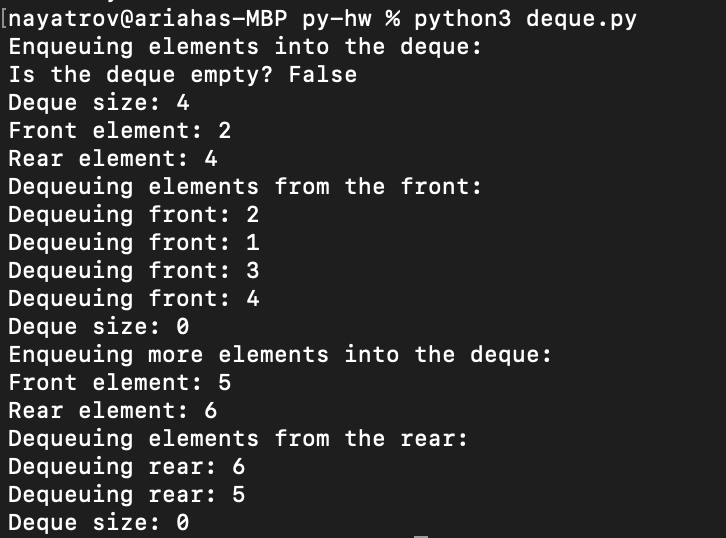 [nayatrov@ariahas-MBP py-hw % python3 deque.py
Enqueuing elements into the deque:
Is the deque empty? False
Deque size: 4
Front element: 2
Rear element: 4
Dequeuing elements from the front:
Dequeuing front: 2
Dequeuing front: 1
Dequeuing front: 3
Dequeuing front: 4
Deque size: 0
Enqueuing more elements into the deque:
Front element: 5
Rear element: 6
Dequeuing elements from the rear:
Dequeuing rear: 6
Dequeuing rear: 5
Deque size: 0